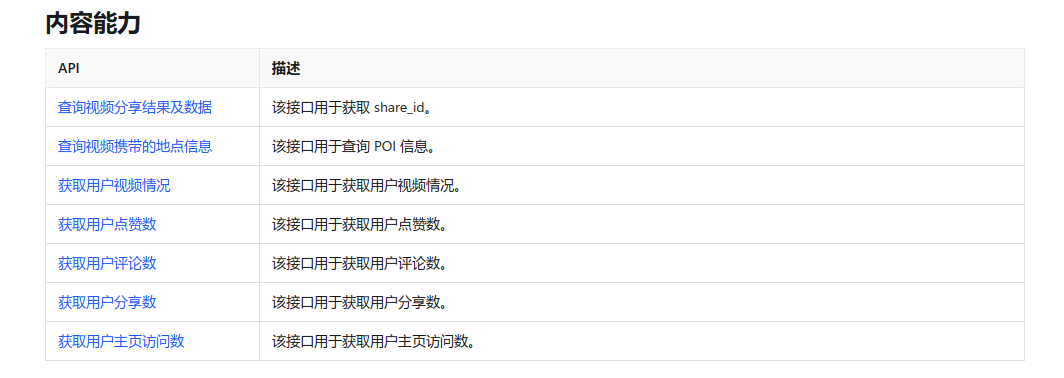 内容能力
API 描述
查询视频分享结果及数据 该接口用于获取 share_id。
查询视频携带的地点信息 该接口用于查询 POI 信息。
获取用户视频情况 该接口用于获取用户视频情况。
获取用户点赞数 该接口用于获取用户点赞数。
获取用户评论数 该接口用于获取用户评论数。
获取用户分享数 该接口用于获取用户分享数。
获取用户主页访问数 该接口用于获取用户主页访问数。